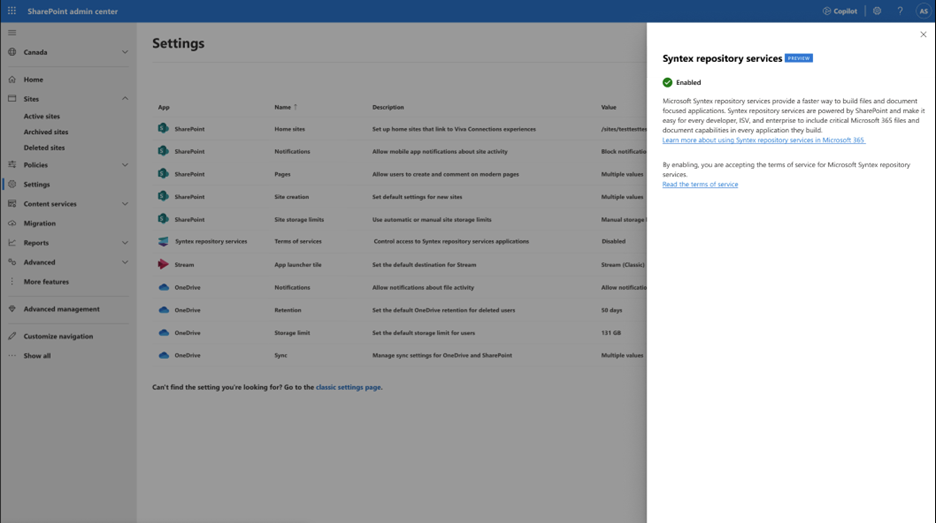 SharePoint admin center
Copilot
?
AS
Canada
Home
Sites
Active sites
Archived sites
Deleted sites
Policies
Settings
Content services
Migration
Reports
Advanced
More features
Advanced management
Customize navigation
Show all
Settings
App Name ↑ Description Value
SharePoint Home sites Set up home sites that link to Viva Connections experiences
SharePoint Notifications Allow mobile app notifications about site activity Block
SharePoint Pages Allow users to create and comment on modern pages Multiple values
SharePoint Site creation Set default settings for new sites Multiple values
SharePoint Site storage limits Use automatic or manual site storage limits Manual storage
Syntex repository services Terms of services Control access to Syntex repository services applications Disabled
Stream App launcher tile Set the default destination for Stream Stream (Classic)
OneDrive Notifications Allow notifications about file activity Allow
OneDrive Retention Set the default OneDrive retention for deleted users 50 days
OneDrive Storage limit Set the default storage limit for users 131 GB
OneDrive Sync Manage sync settings for OneDrive and SharePoint Multiple values
Can't find the setting you're looking for? Go to the classic settings page.
Syntex repository services PREVIEW
Enabled
Microsoft Syntex repository services provide a faster way to build files and document
focused applications. Syntex repository services are powered by SharePoint and make it
easy for every developer, ISV, and enterprise to include critical Microsoft 365 files and
document capabilities in every application they build.
Learn more about using Syntex repository services in Microsoft 365.
By enabling, you are accepting the terms of service for Microsoft Syntex repository
services.
Read the terms of service